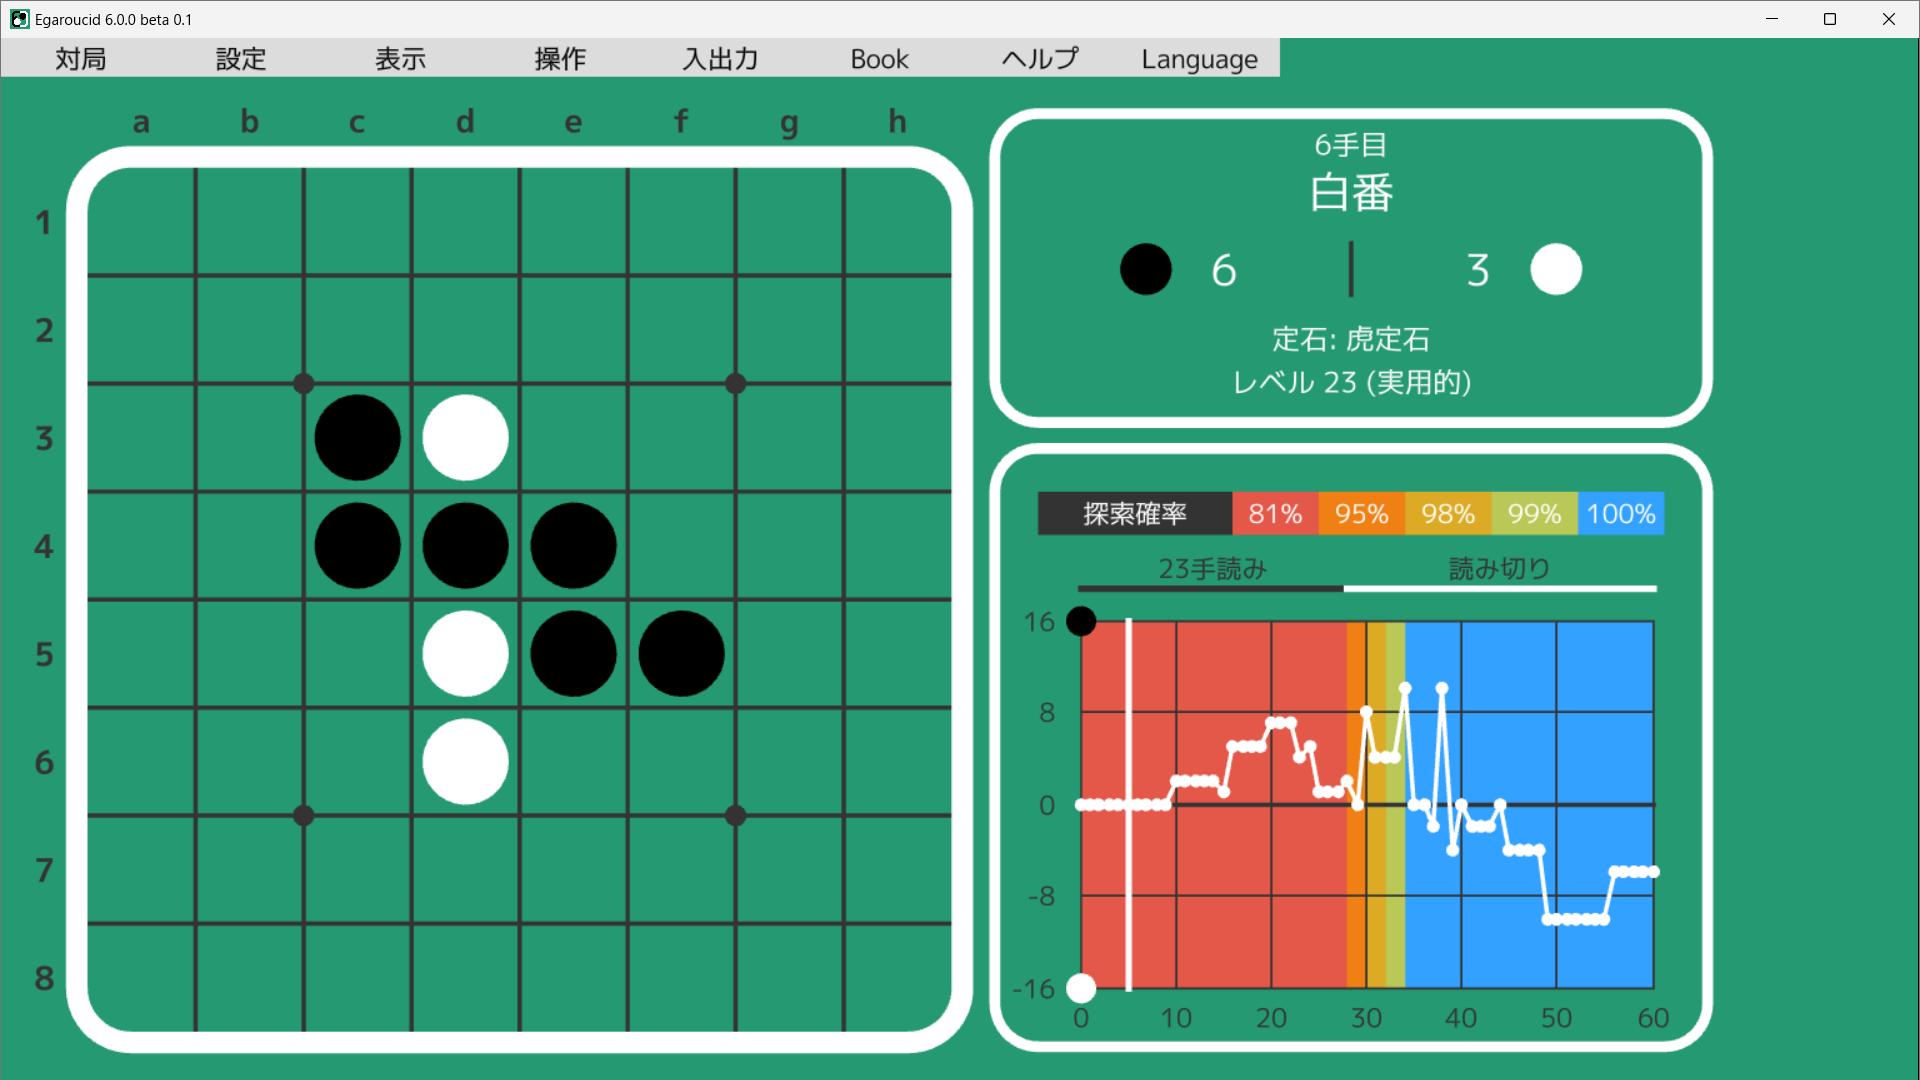 Egaroucid 6.0.0 beta 0.1
対局 設定 表示 操作 入出力 Book ヘルプ Language
a b c d e f g h
1
2
3
4
5
6
7
8
6手目
白番
6 3
定石: 虎定石
レベル 23 (実用的)
探索確率 81% 95% 98% 99% 100%
23手読み 読み切り
16
8
0
-8
-16
0 10 20 30 40 50 60